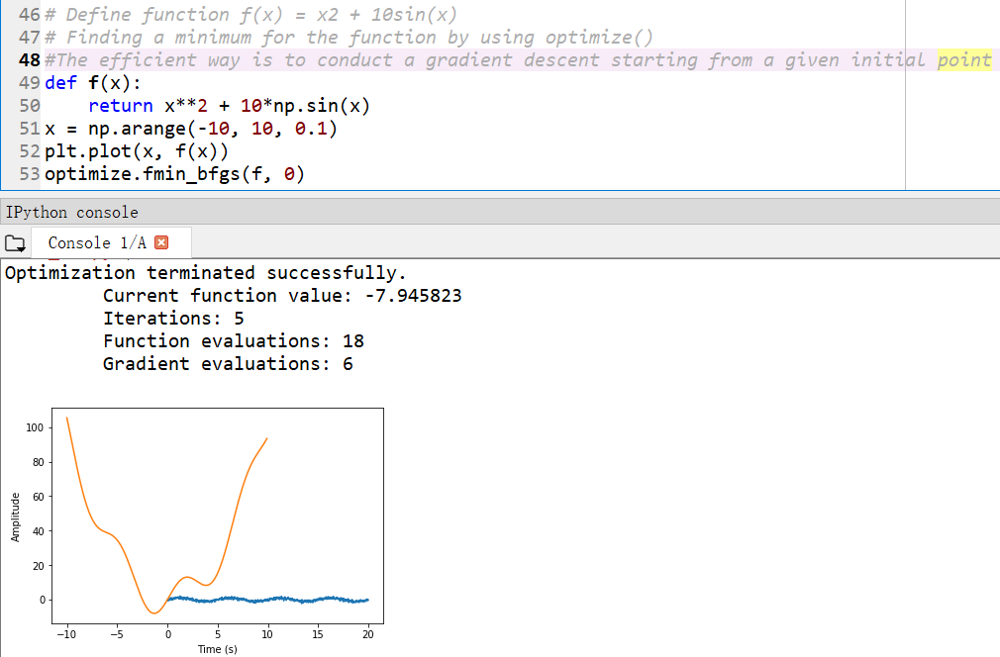 46 # Define function f(x) = x2 + 10sin(x)
47 # Finding a minimum for the function by using optimize()
48 #The efficient way is to conduct a gradient descent starting from a given initial point
49 def f(x):
50     return x**2 + 10*np.sin(x)
51 x = np.arange(-10, 10, 0.1)
52 plt.plot(x, f(x))
53 optimize.fmin_bfgs(f, 0)
IPython console
Console 1/A
Optimization terminated successfully.
         Current function value: -7.945823
         Iterations: 5
         Function evaluations: 18
         Gradient evaluations: 6
100
80
60
40
20
0
Amplitude
−10 −5 0 5 10 15 20
Time (s)